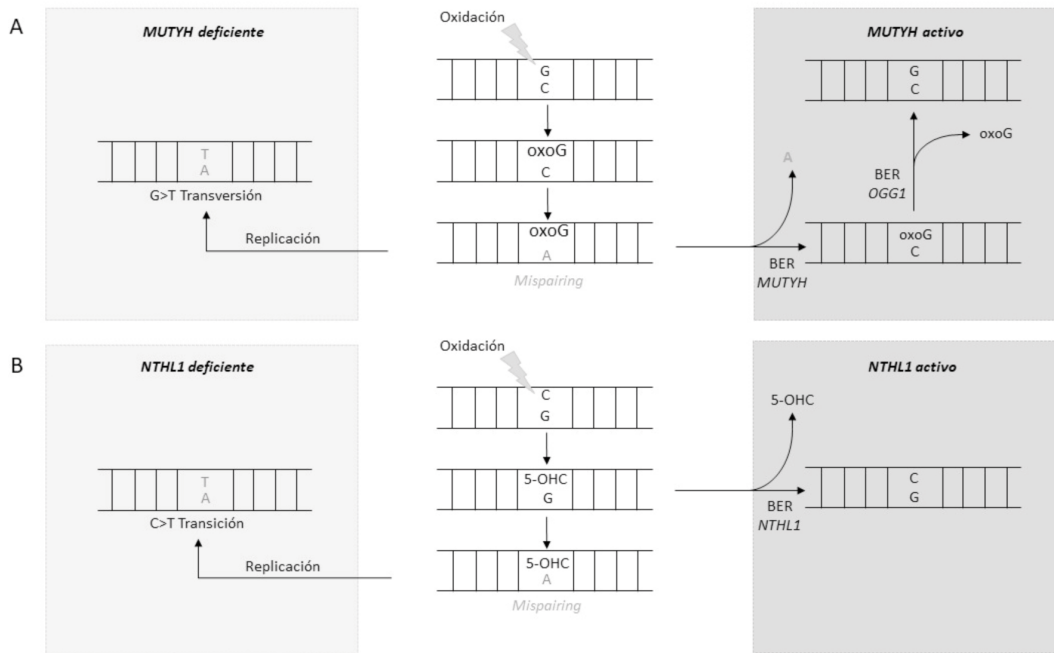 A
MUTYH deficiente
T
A
G>T Transversión
Replicación
Oxidación
G
C
oxoG
C
oxoG
A
Mispairing
MUTYH activo
G
C
oxoG
A
BER
OGG1
oxoG
C
BER
MUTYH
B
NTHL1 deficiente
T
A
C>T Transición
Replicación
Oxidación
C
G
5-OHC
G
5-OHC
A
Mispairing
NTHL1 activo
5-OHC
C
G
BER
NTHL1